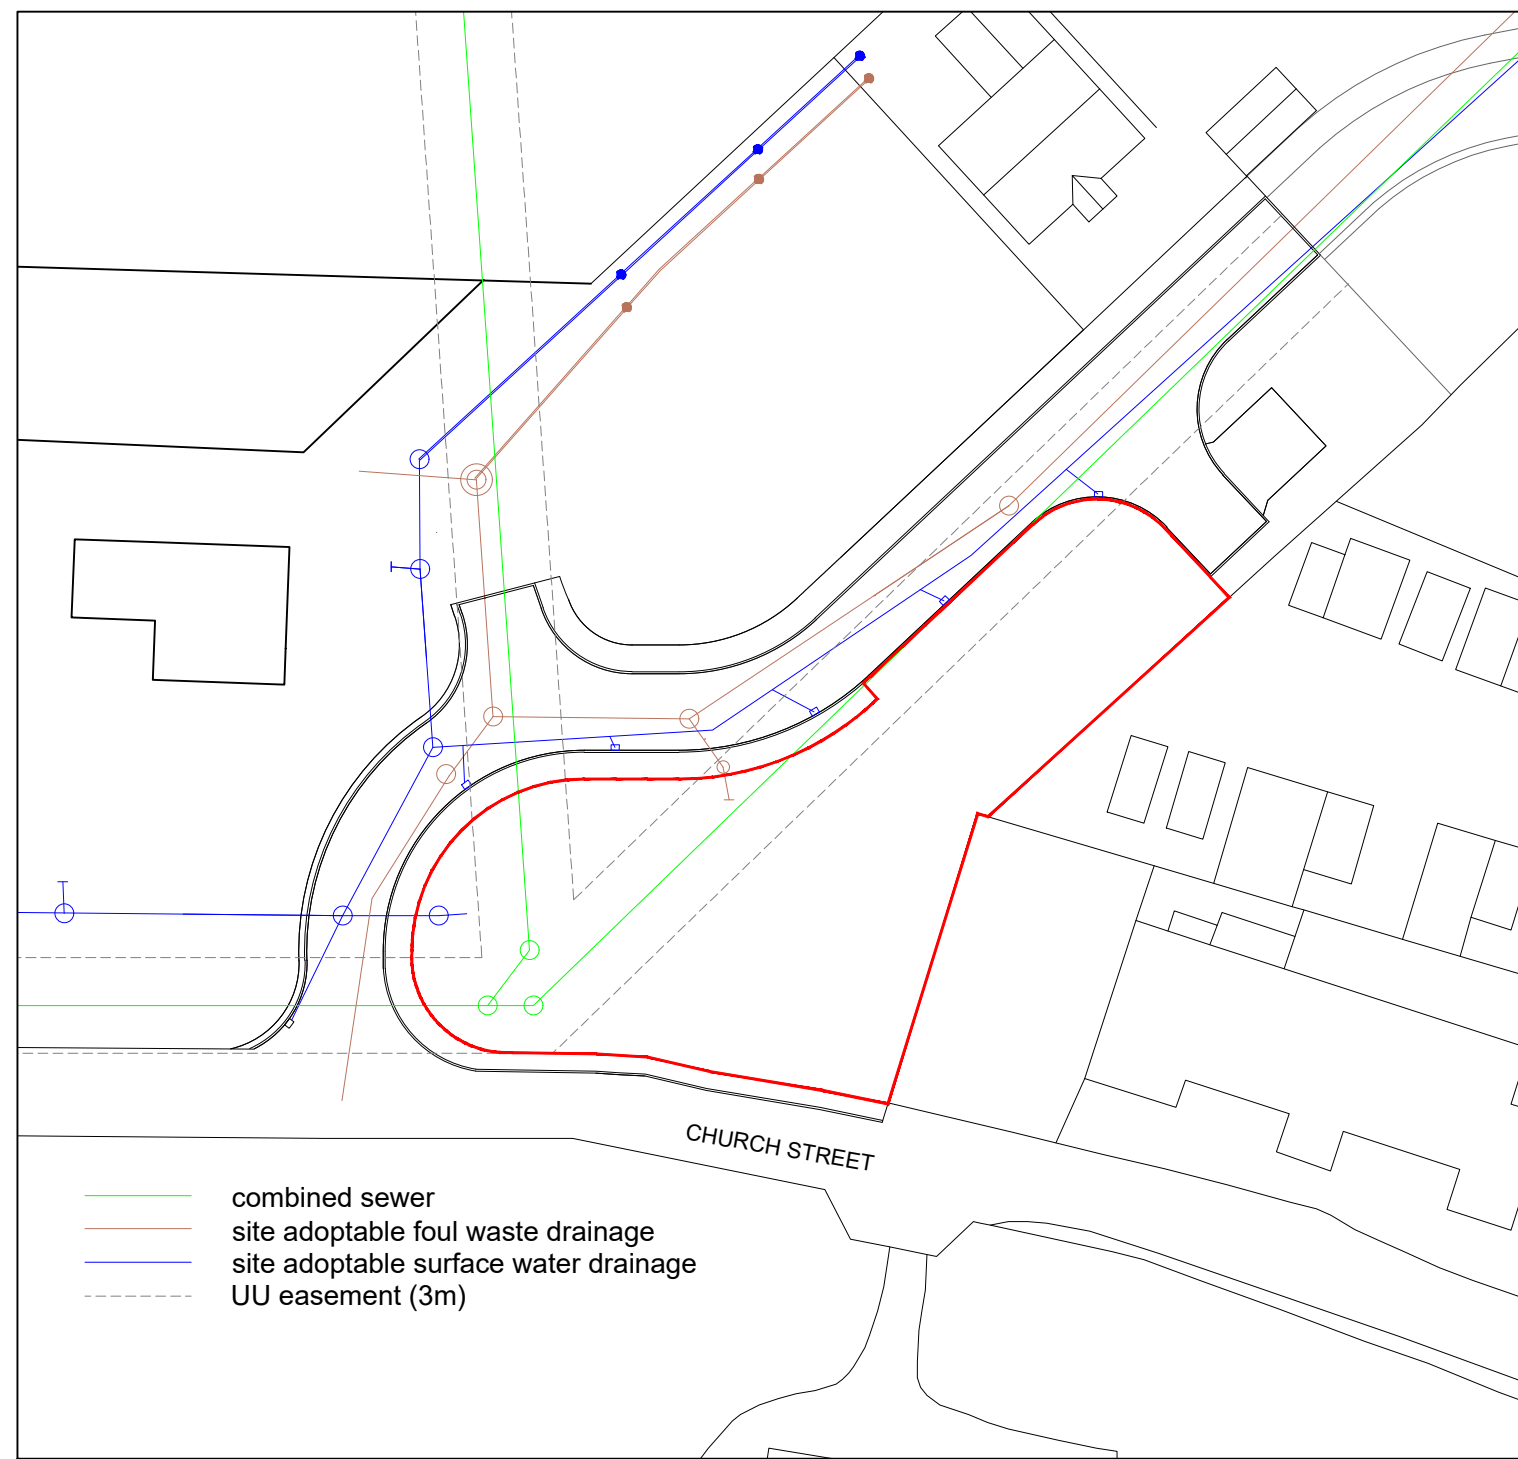 CHURCH STREET
combined sewer
site adoptable foul waste drainage
site adoptable surface water drainage
UU easement (3m)